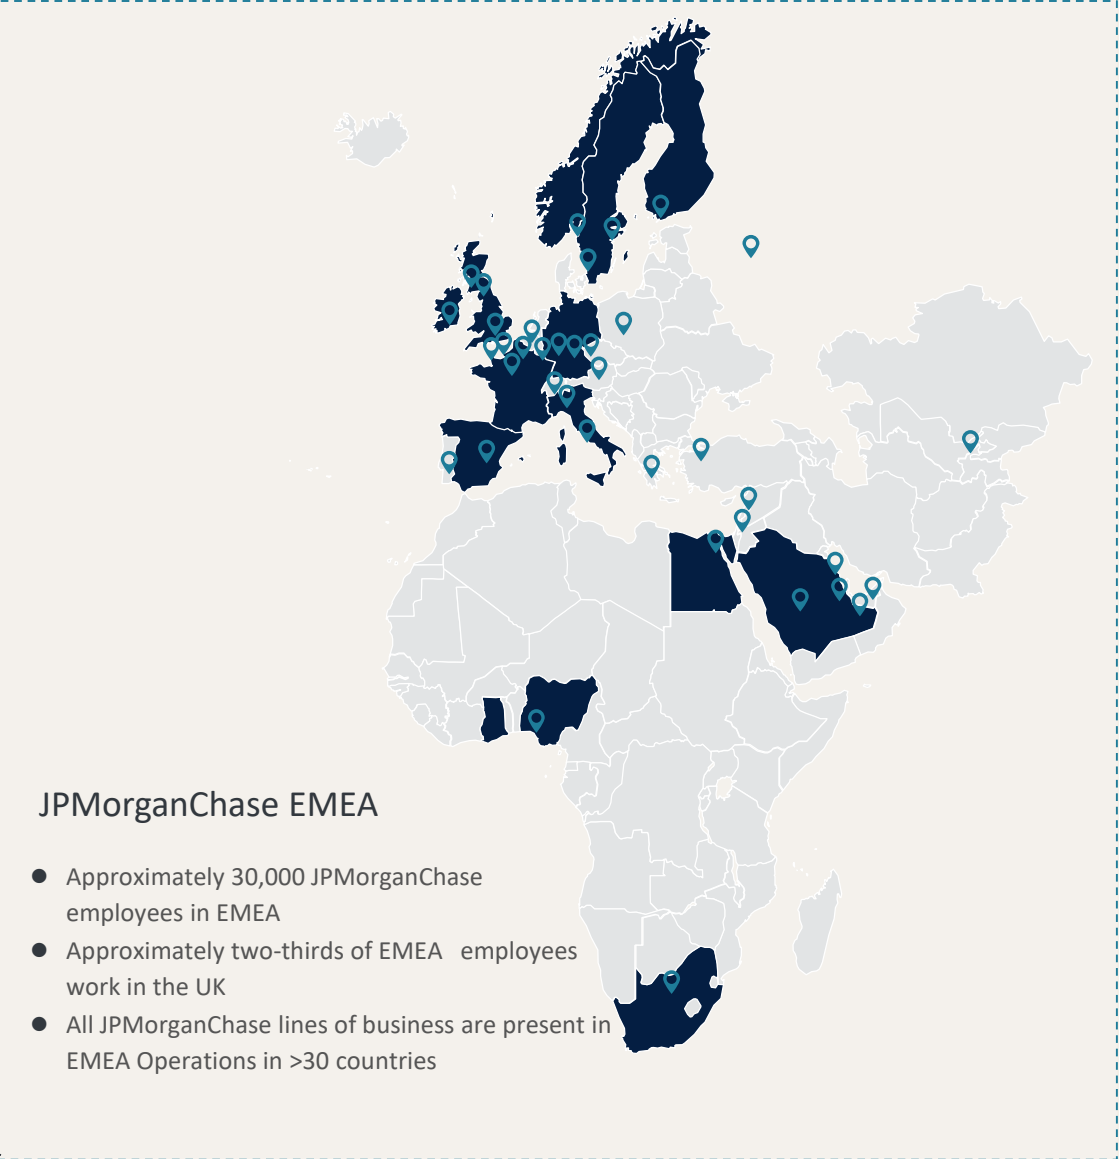 JPMorganChase EMEA
● Approximately 30,000 JPMorganChase
employees in EMEA
● Approximately two-thirds of EMEA employees
work in the UK
● All JPMorganChase lines of business are present in
EMEA Operations in >30 countries